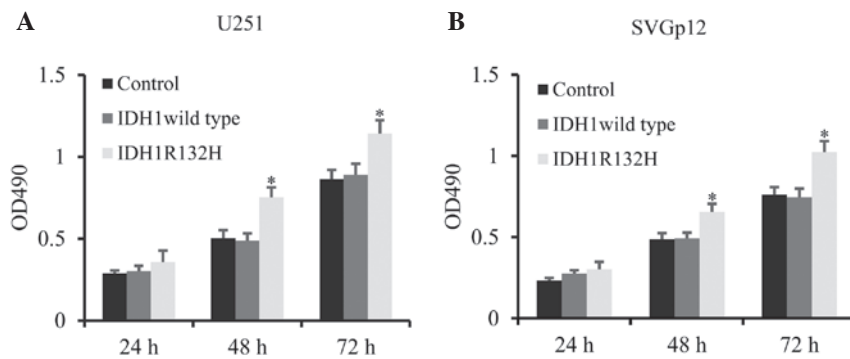 A
U251
1.5
1
0.5
0
OD490
Control
IDH1wild type
IDH1R132H
*
*
24 h
48 h
72 h
B
SVGp12
1.5
1
0.5
0
OD490
Control
IDH1wild type
IDH1R132H
*
*
24 h
48 h
72 h